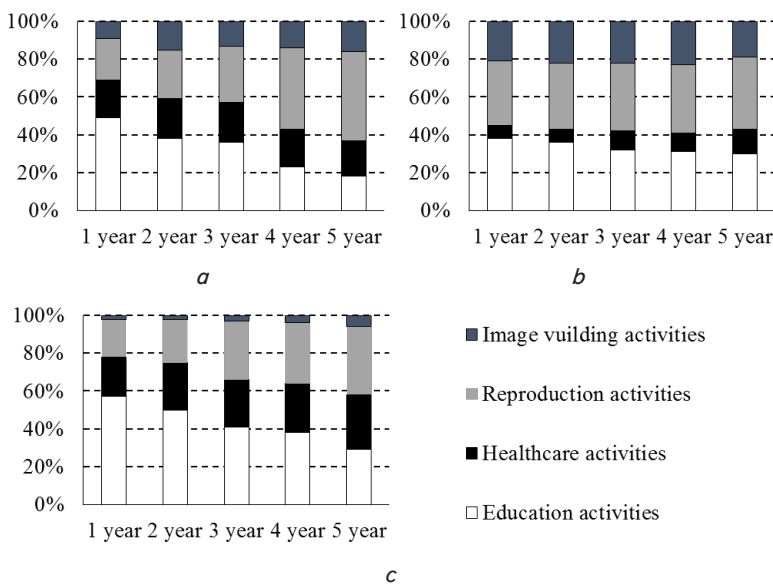 100%
80%
60%
40%
20%
0%
1 year 2 year 3 year 4 year 5 year
a
100%
80%
60%
40%
20%
0%
1 year 2 year 3 year 4 year 5 year
b
100%
80%
60%
40%
20%
0%
1 year 2 year 3 year 4 year 5 year
c
Image vuilding activities
Reproduction activities
Healthcare activities
Education activities